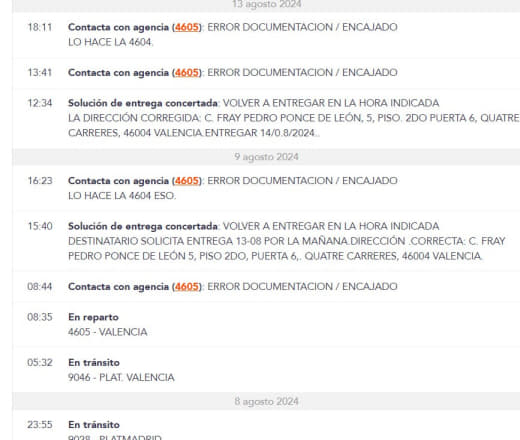 13 agosto 2024
18:11 Contacta con agencia (4605): ERROR DOCUMENTACION / ENCAJADO
LO HACE LA 4604.
13:41 Contacta con agencia (4605): ERROR DOCUMENTACION / ENCAJADO
12:34 Solución de entrega concertada: VOLVER A ENTREGAR EN LA HORA INDICADA
LA DIRECCIÓN CORREGIDA: C. FRAY PEDRO PONCE DE LEÓN, 5, PISO. 2DO PUERTA 6, QUATRE
CARRERES, 46004 VALENCIA.ENTREGAR 14/0.8/2024..
9 agosto 2024
16:23 Contacta con agencia (4605): ERROR DOCUMENTACION / ENCAJADO
LO HACE LA 4604 ESO.
15:40 Solución de entrega concertada: VOLVER A ENTREGAR EN LA HORA INDICADA
DESTINATARIO SOLICITA ENTREGA 13-08 POR LA MAÑANA.DIRECCIÓN .CORRECTA: C. FRAY
PEDRO PONCE DE LEÓN 5, PISO 2DO, PUERTA 6,. QUATRE CARRERES, 46004 VALENCIA.
08:44 Contacta con agencia (4605): ERROR DOCUMENTACION / ENCAJADO
08:35 En reparto
4605 - VALENCIA
05:32 En tránsito
9046 - PLAT. VALENCIA
8 agosto 2024
23:55 En tránsito
9028 - PLATMADRID